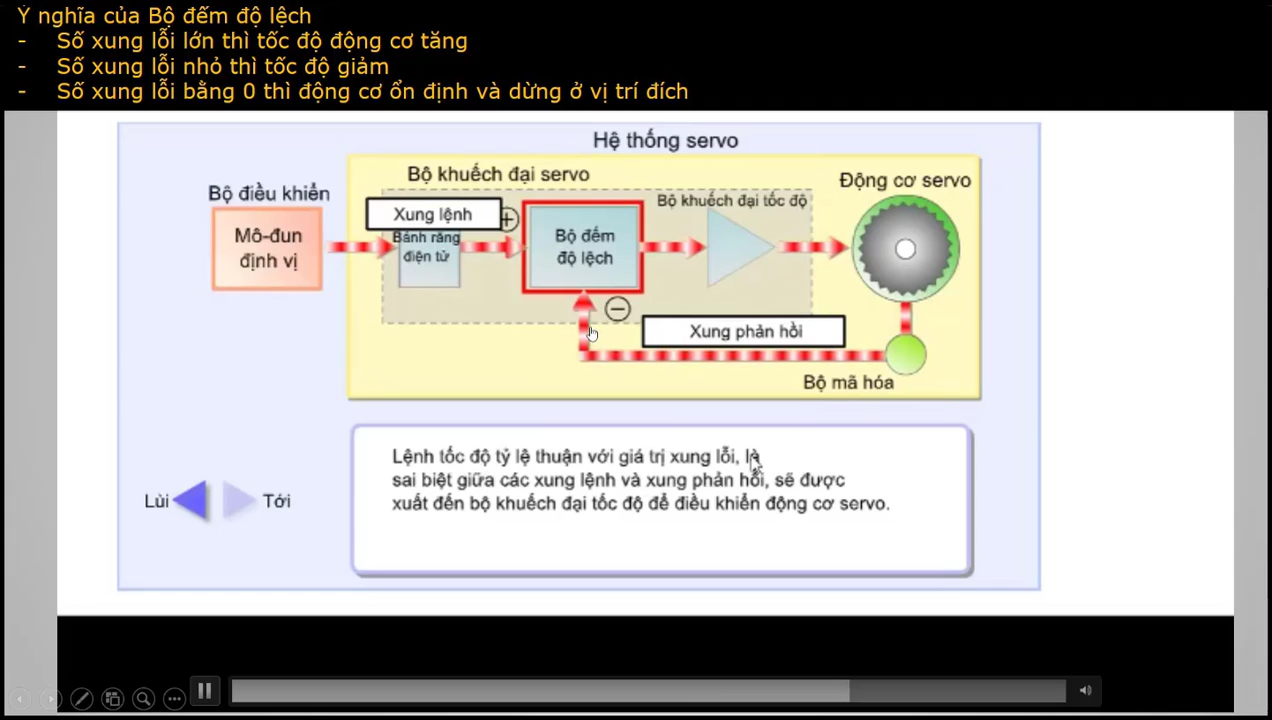 Ý nghĩa của Bộ đếm độ lệch
- Số xung lỗi lớn thì tốc độ động cơ tăng
- Số xung lỗi nhỏ thì tốc độ giảm
- Số xung lỗi bằng 0 thì động cơ ổn định và dừng ở vị trí đích
Hệ thống servo
Bộ khuếch đại servo
Động cơ servo
Bộ điều khiển
Bộ khuếch đại tốc độ
Xung lệnh
+
Mô-đun
định vị
Bánh răng
điện tử
Bộ đếm
độ lệch
−
Xung phản hồi
Bộ mã hóa
Lệnh tốc độ tỷ lệ thuận với giá trị xung lỗi, là
sai biệt giữa các xung lệnh và xung phản hồi, sẽ được
xuất đến bộ khuếch đại tốc độ để điều khiển động cơ servo.
Lùi
Tới